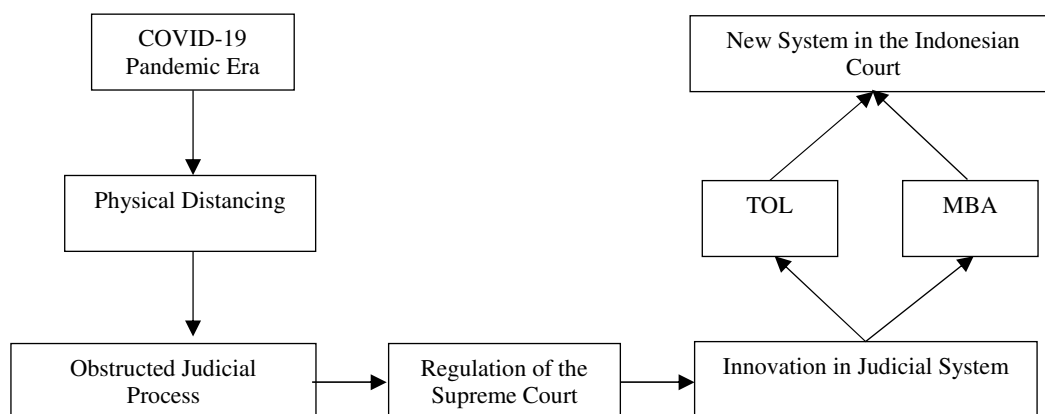 COVID-19
Pandemic Era
Physical Distancing
Obstructed Judicial
Process
Regulation of the
Supreme Court
Innovation in Judicial System
TOL
MBA
New System in the Indonesian
Court